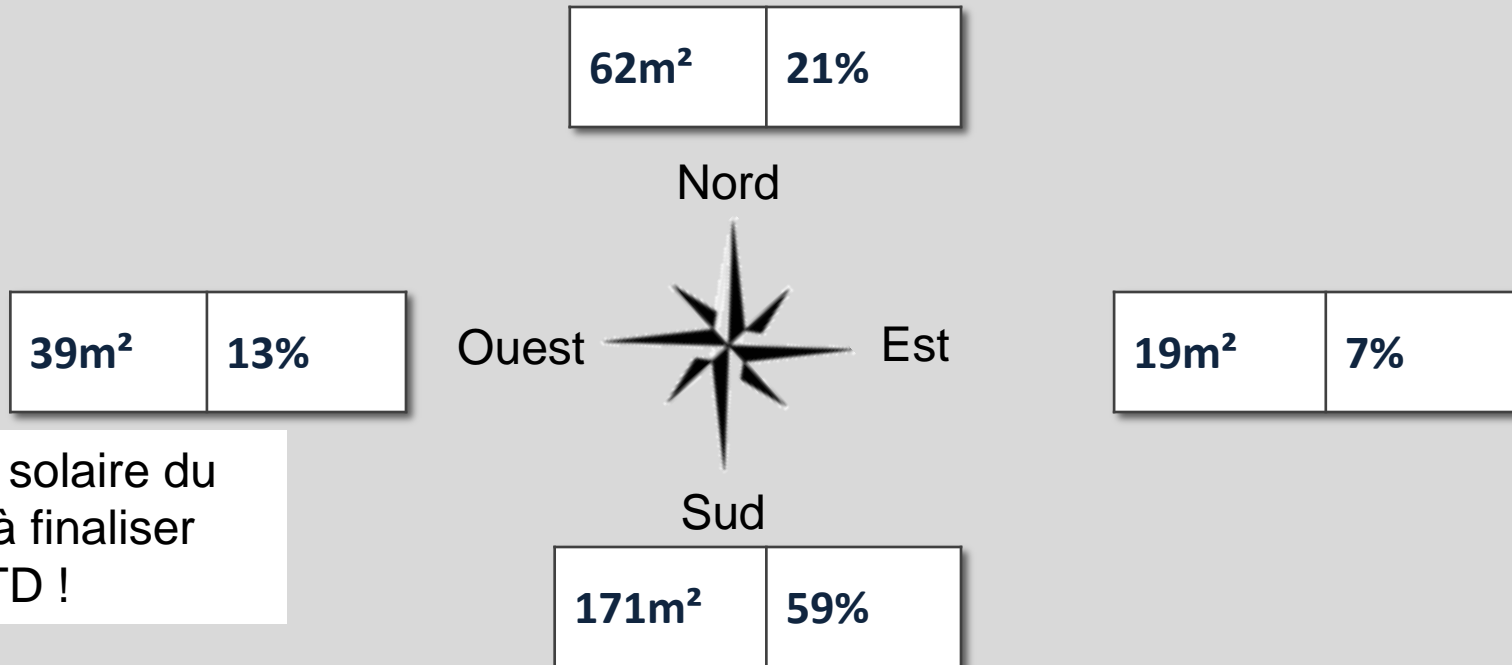 62m² 21%
Nord
39m² 13%
Ouest
Est
19m² 7%
solaire du
à finaliser
TD !
Sud
171m² 59%